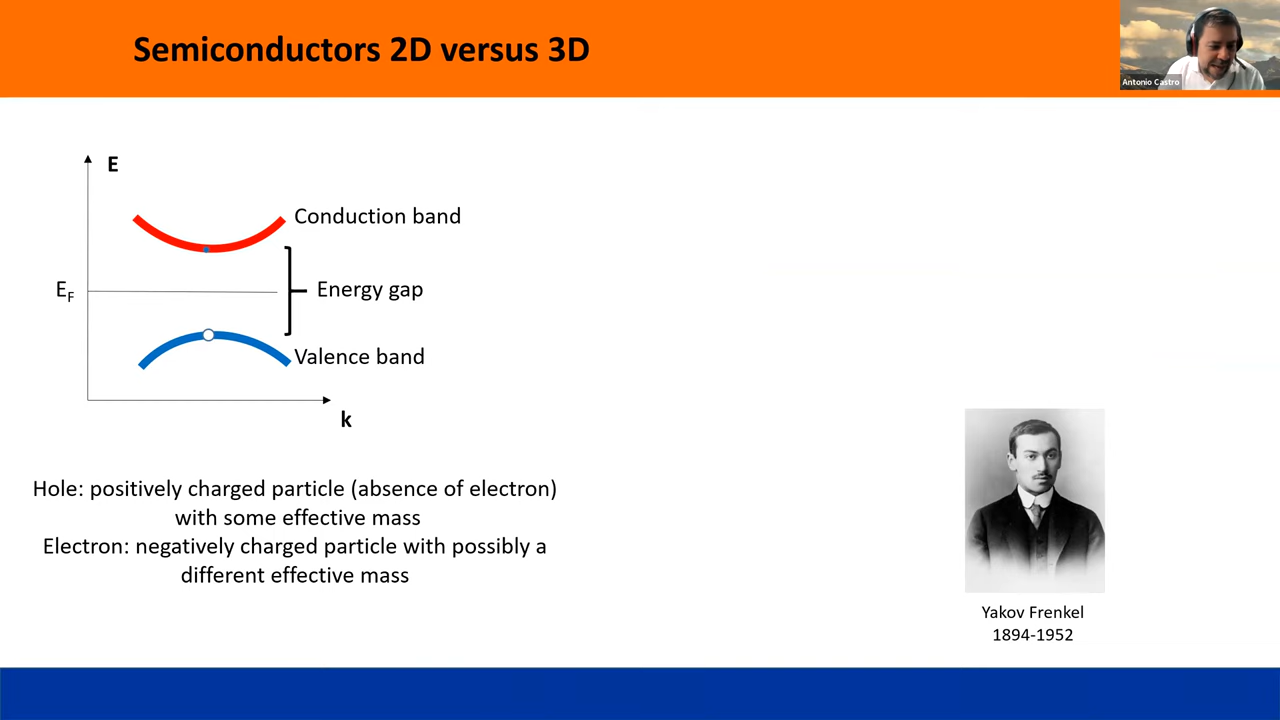 Semiconductors 2D versus 3D
Antonio Castro
E
Conduction band
E_F
Energy gap
Valence band
k
Hole: positively charged particle (absence of electron)
with some effective mass
Electron: negatively charged particle with possibly a
different effective mass
Yakov Frenkel
1894-1952